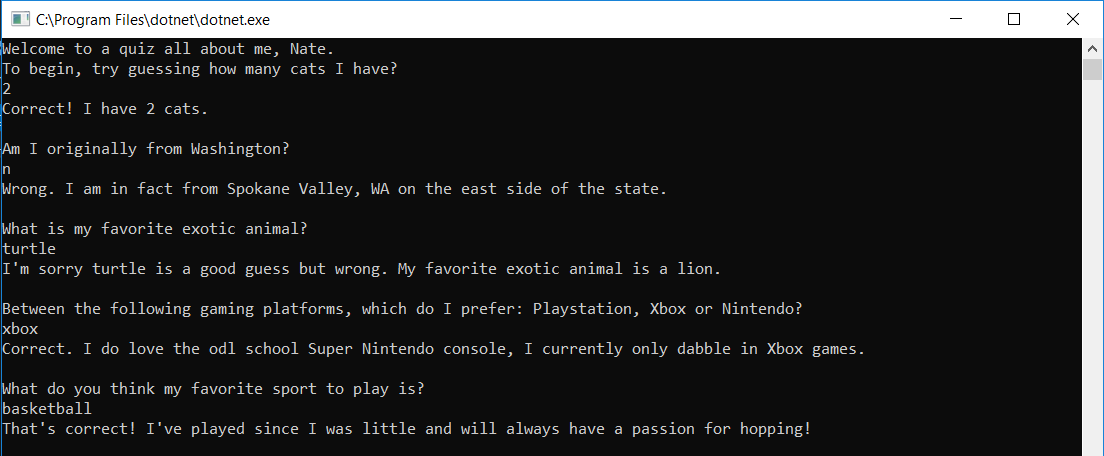 C:\Program Files\dotnet\dotnet.exe
Welcome to a quiz all about me, Nate.
To begin, try guessing how many cats I have?
2
Correct! I have 2 cats.
Am I originally from Washington?
n
Wrong. I am in fact from Spokane Valley, WA on the east side of the state.
What is my favorite exotic animal?
turtle
I'm sorry turtle is a good guess but wrong. My favorite exotic animal is a lion.
Between the following gaming platforms, which do I prefer: Playstation, Xbox or Nintendo?
xbox
Correct. I do love the odl school Super Nintendo console, I currently only dabble in Xbox games.
What do you think my favorite sport to play is?
basketball
That's correct! I've played since I was little and will always have a passion for hopping!